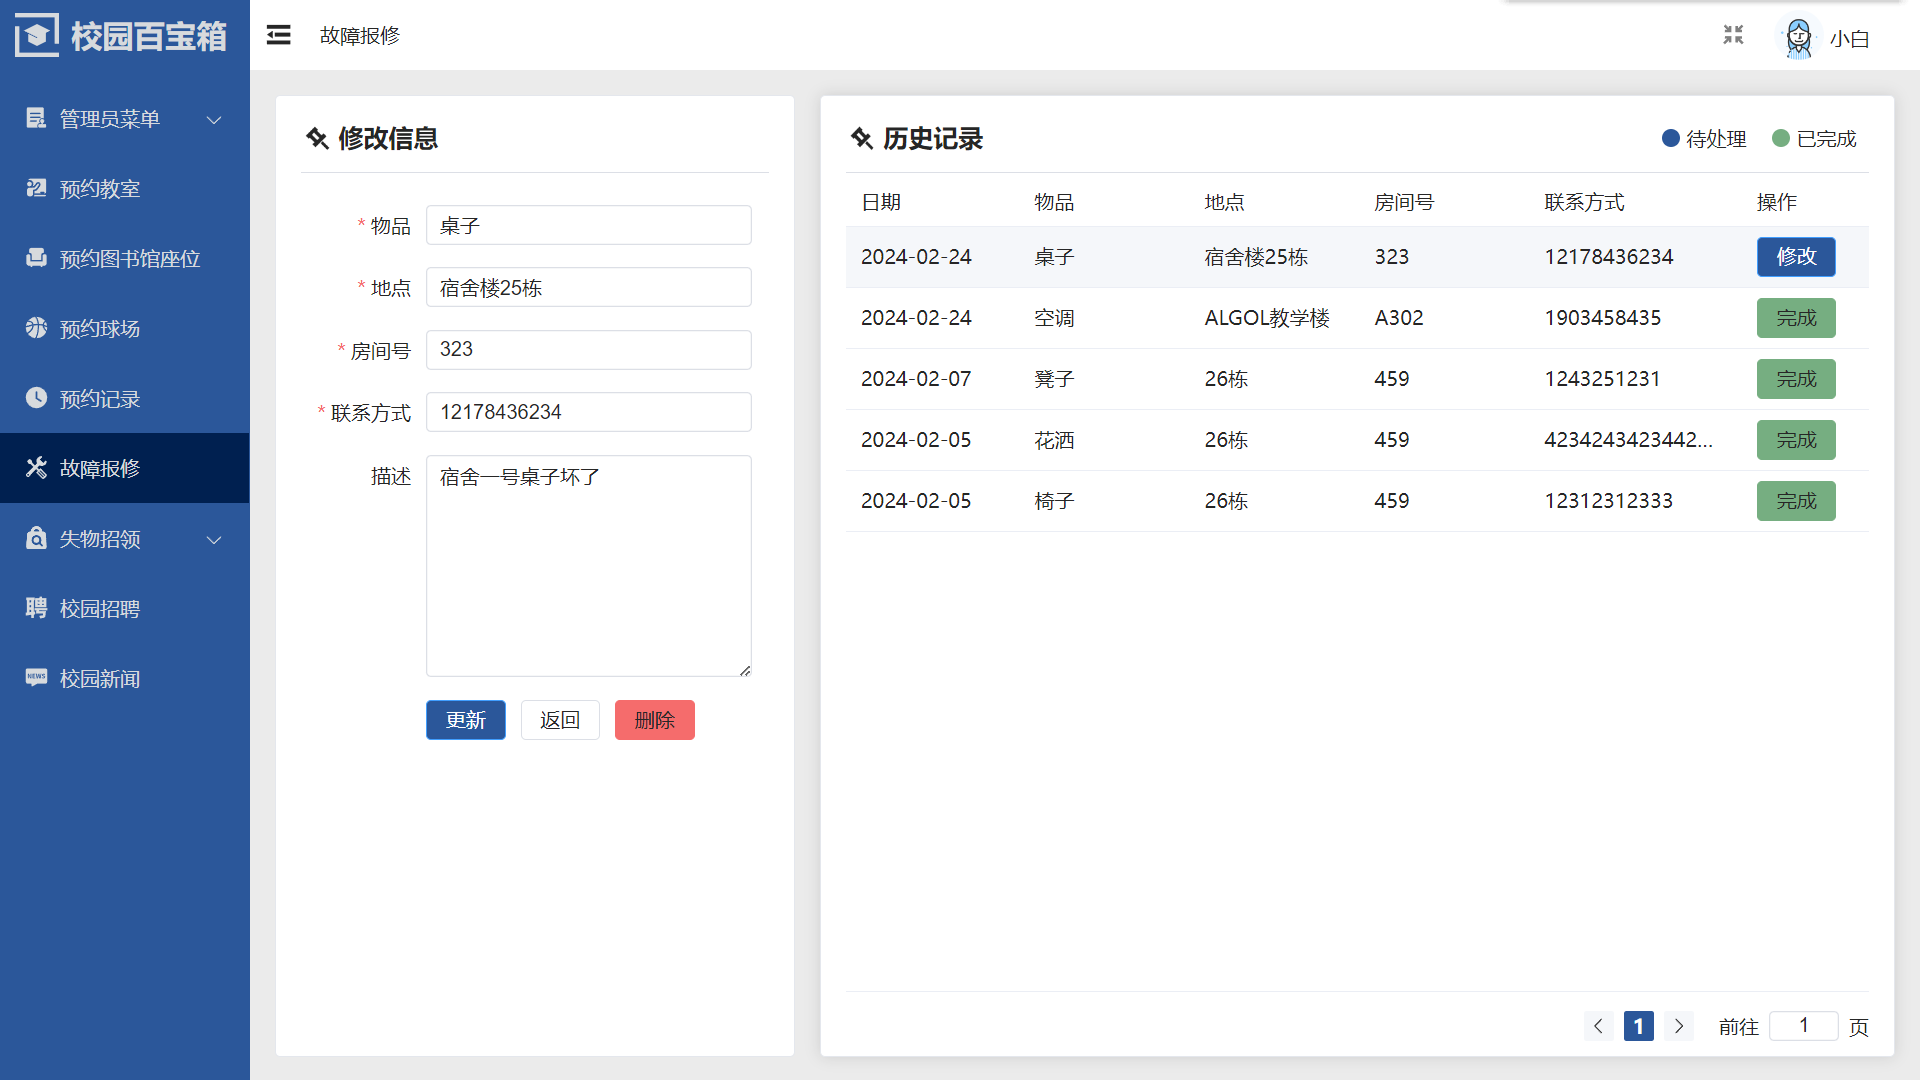 校园百宝箱
故障报修
小白
管理员菜单
预约教室
预约图书馆座位
预约球场
预约记录
故障报修
失物招领
聘 校园招聘
NEWS 校园新闻
修改信息
* 物品 桌子
* 地点 宿舍楼25栋
* 房间号 323
* 联系方式 12178436234
描述 宿舍一号桌子坏了
更新 返回 删除
历史记录 待处理 已完成
日期 物品 地点 房间号 联系方式 操作
2024-02-24 桌子 宿舍楼25栋 323 12178436234 修改
2024-02-24 空调 ALGOL教学楼 A302 1903458435 完成
2024-02-07 凳子 26栋 459 1243251231 完成
2024-02-05 花洒 26栋 459 4234243423442... 完成
2024-02-05 椅子 26栋 459 12312312333 完成
1 前往 1 页